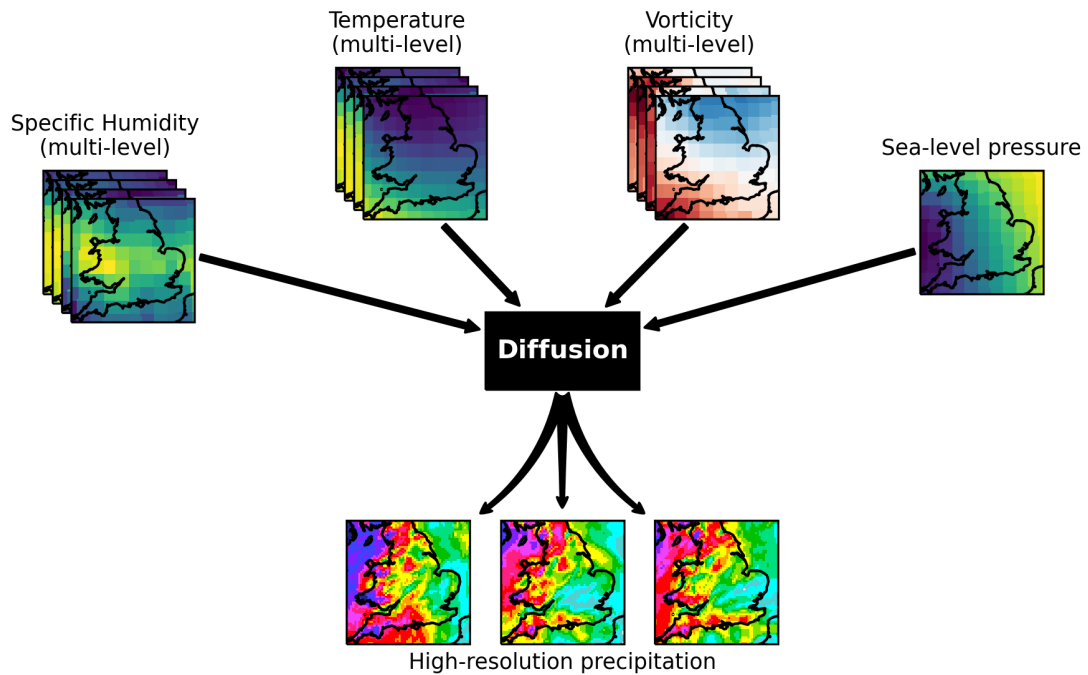 Temperature
(multi-level)
Vorticity
(multi-level)
Specific Humidity
(multi-level)
Sea-level pressure
Diffusion
High-resolution precipitation